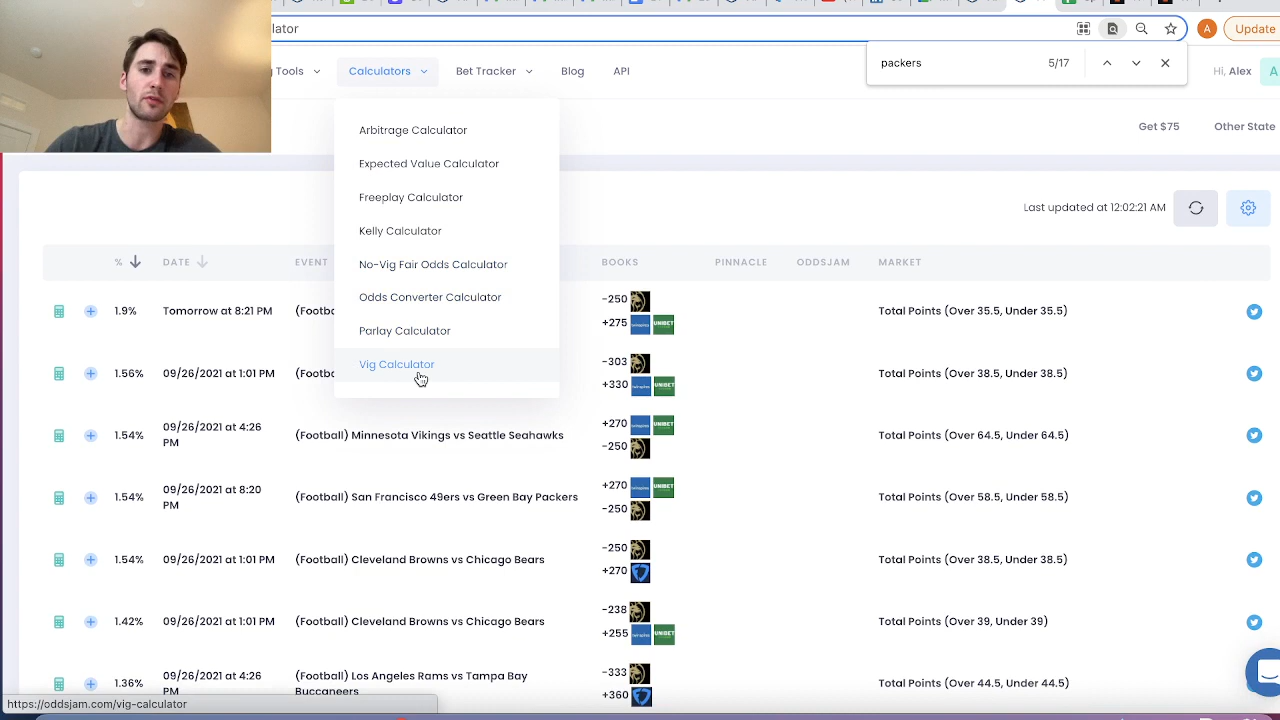 lator
packers
5/17
Update
g Tools
Calculators
Bet Tracker
Blog
API
Hi, Alex
A
Arbitrage Calculator
Expected Value Calculator
Freeplay Calculator
Kelly Calculator
No-Vig Fair Odds Calculator
Odds Converter Calculator
Parlay Calculator
Vig Calculator
Get $75
Other State
Last updated at 12:02:21 AM
% DATE EVENT BOOKS PINNACLE ODDSJAM MARKET
1.9% Tomorrow at 8:21 PM (Footba -250 Total Points (Over 35.5, Under 35.5)
+275 UNIBET
1.56% 09/26/2021 at 1:01 PM (Footba -303 Total Points (Over 38.5, Under 38.5)
+330 UNIBET
1.54% 09/26/2021 at 4:26 PM (Football) Minnesota Vikings vs Seattle Seahawks +270 UNIBET Total Points (Over 64.5, Under 64.5)
-250
1.54% 09/26/2021 at 8:20 PM (Football) San Francisco 49ers vs Green Bay Packers +270 UNIBET Total Points (Over 58.5, Under 58.5)
-250
1.54% 09/26/2021 at 1:01 PM (Football) Cleveland Browns vs Chicago Bears -250 Total Points (Over 38.5, Under 38.5)
+270
1.42% 09/26/2021 at 1:01 PM (Football) Cleveland Browns vs Chicago Bears -238 Total Points (Over 39, Under 39)
+255 UNIBET
1.36% 09/26/2021 at 4:26 PM (Football) Los Angeles Rams vs Tampa Bay Buccaneers -333 Total Points (Over 44.5, Under 44.5)
+360
https://oddsjam.com/vig-calculator